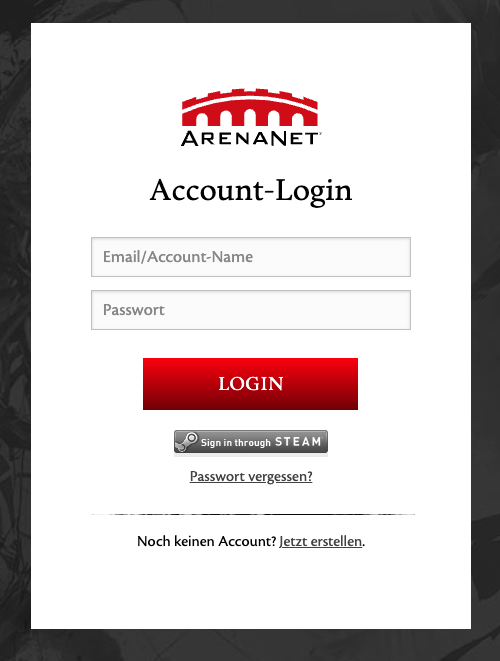 ARENANET
Account-Login
Email/Account-Name
Passwort
LOGIN
Sign in through STEAM
Passwort vergessen?
Noch keinen Account? Jetzt erstellen.